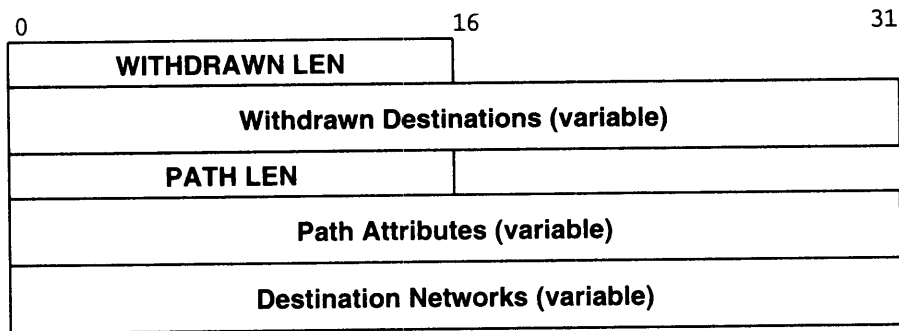 0 16 31
WITHDRAWN LEN
Withdrawn Destinations (variable)
PATH LEN
Path Attributes (variable)
Destination Networks (variable)